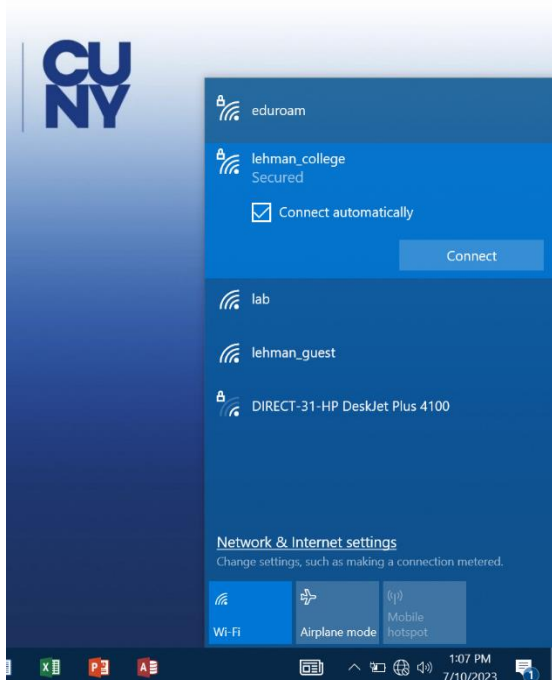 CU
NY
eduroam
lehman_college
Secured
Connect automatically
Connect
lab
lehman_guest
DIRECT-31-HP DeskJet Plus 4100
Network & Internet settings
Change settings, such as making a connection metered.
Wi-Fi
Airplane mode
Mobile
hotspot
1:07 PM
7/10/2023
1